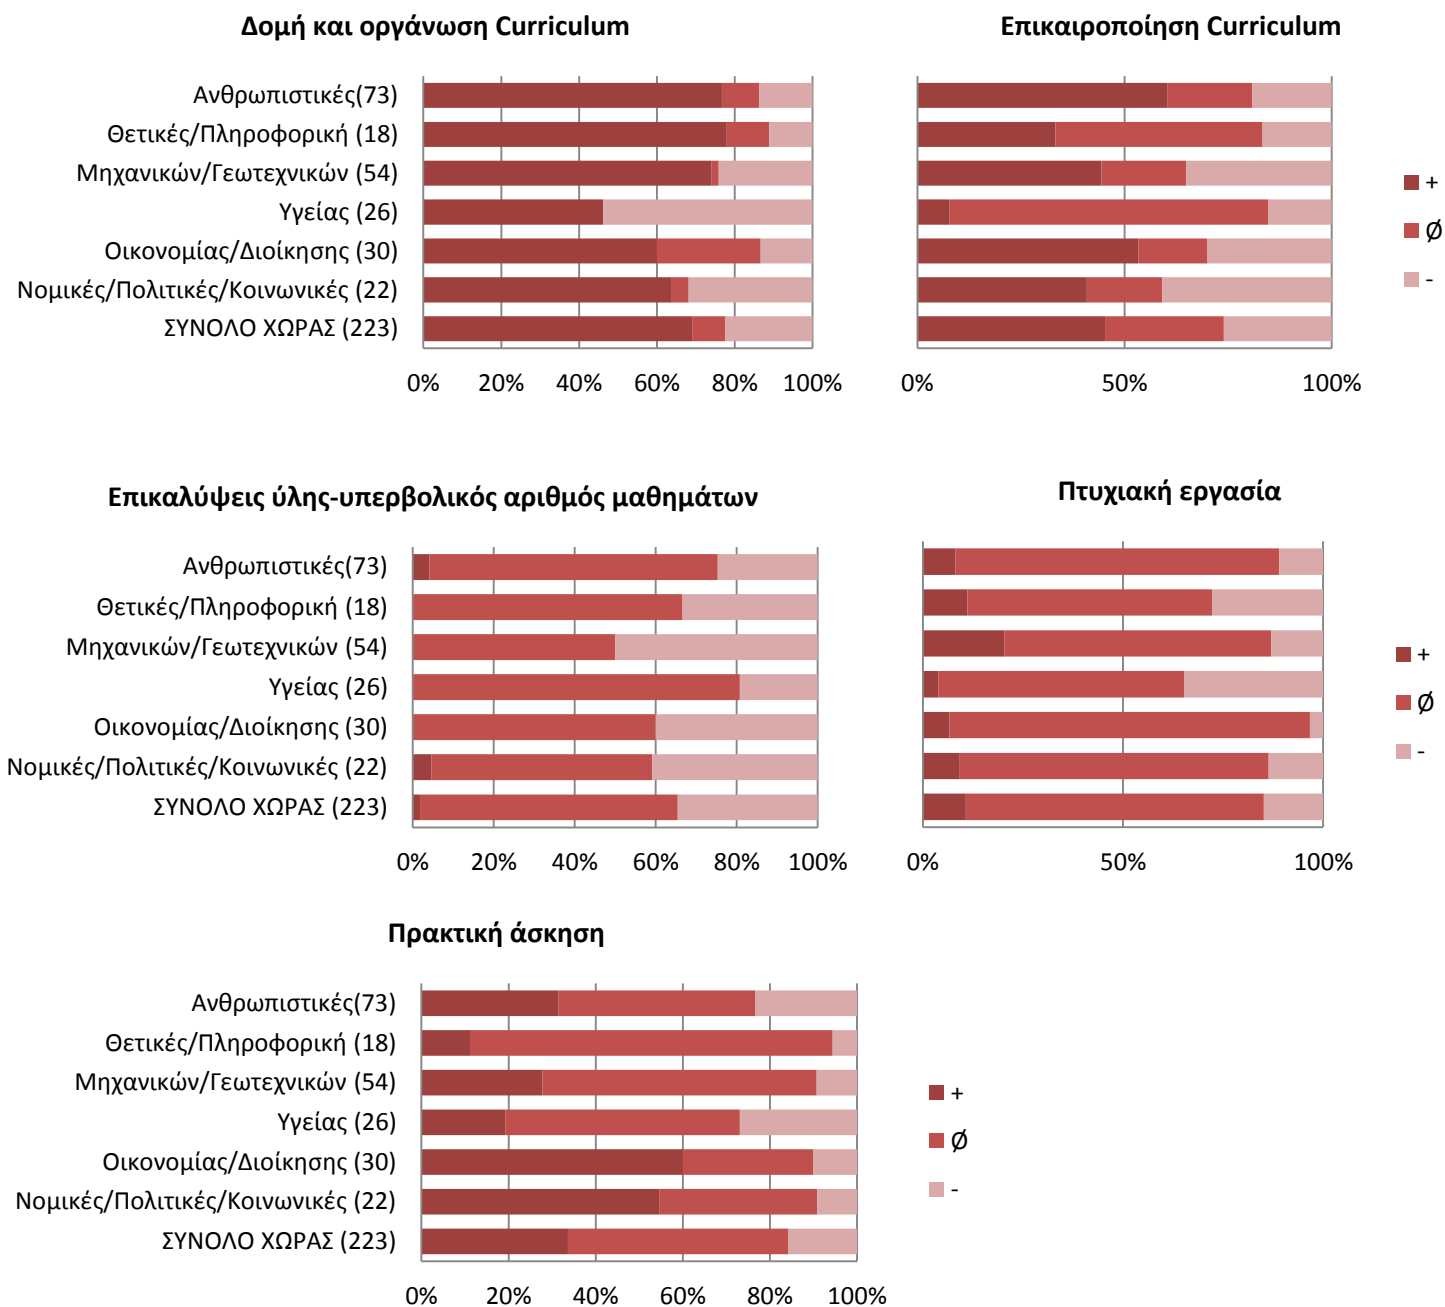 Δομή και οργάνωση Curriculum
Ανθρωπιστικές(73)
Θετικές/Πληροφορική (18)
Μηχανικών/Γεωτεχνικών (54)
Υγείας (26)
Οικονομίας/Διοίκησης (30)
Νομικές/Πολιτικές/Κοινωνικές (22)
ΣΥΝΟΛΟ ΧΩΡΑΣ (223)
0% 20% 40% 60% 80% 100%
Επικαιροποίηση Curriculum
0% 50% 100%
+
Ø
-
Επικαλύψεις ύλης-υπερβολικός αριθμός μαθημάτων
Ανθρωπιστικές(73)
Θετικές/Πληροφορική (18)
Μηχανικών/Γεωτεχνικών (54)
Υγείας (26)
Οικονομίας/Διοίκησης (30)
Νομικές/Πολιτικές/Κοινωνικές (22)
ΣΥΝΟΛΟ ΧΩΡΑΣ (223)
0% 20% 40% 60% 80% 100%
Πτυχιακή εργασία
0% 50% 100%
+
Ø
-
Πρακτική άσκηση
Ανθρωπιστικές(73)
Θετικές/Πληροφορική (18)
Μηχανικών/Γεωτεχνικών (54)
Υγείας (26)
Οικονομίας/Διοίκησης (30)
Νομικές/Πολιτικές/Κοινωνικές (22)
ΣΥΝΟΛΟ ΧΩΡΑΣ (223)
0% 20% 40% 60% 80% 100%
+
Ø
-